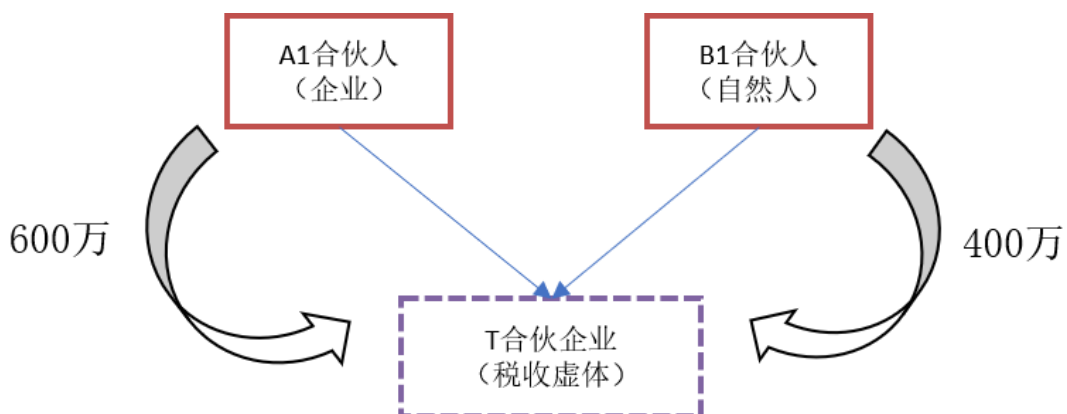 A1合伙人
（企业）
B1合伙人
（自然人）
600万
400万
T合伙企业
（税收虚体）